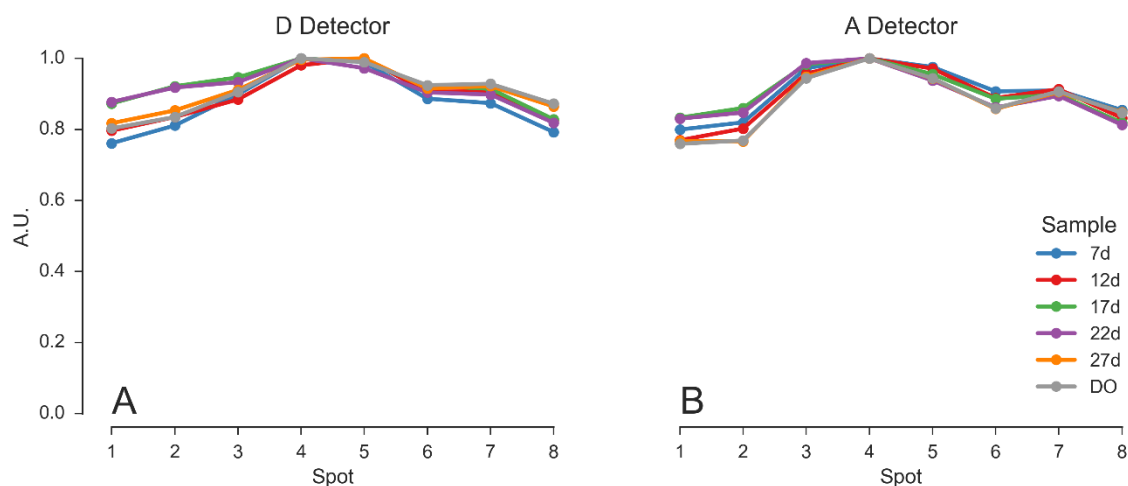 D Detector
A Detector
A.U.
1.0
0.8
0.6
0.4
0.2
0.0
A
B
Sample
7d
12d
17d
22d
27d
DO
1 2 3 4 5 6 7 8
Spot
1 2 3 4 5 6 7 8
Spot